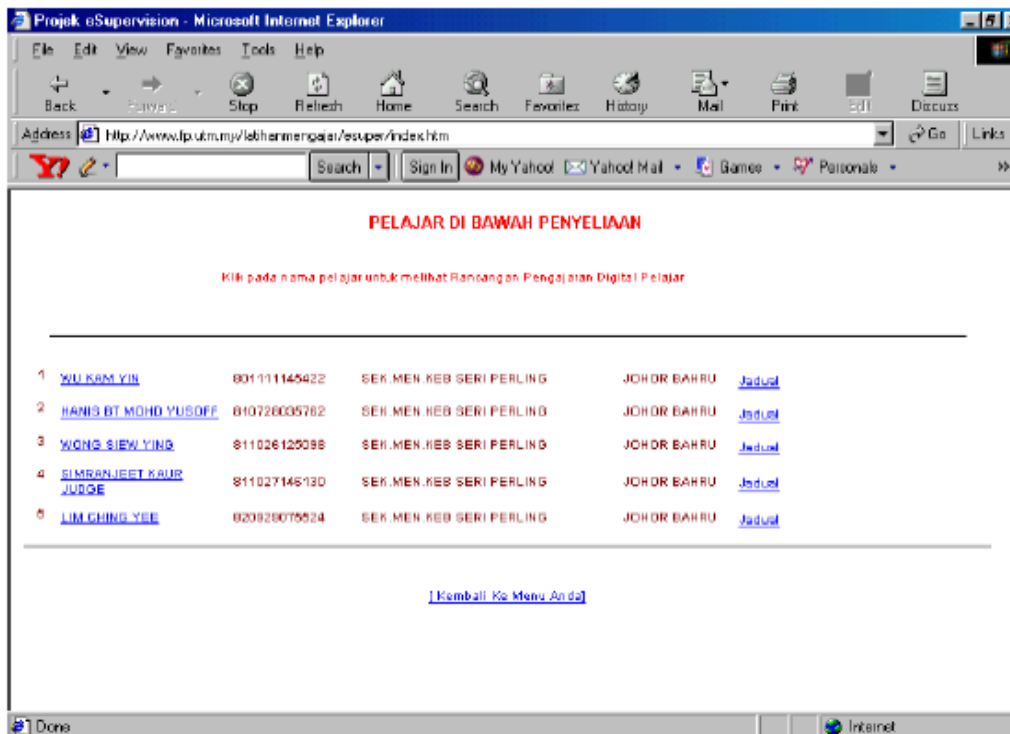 Projek eSupervision - Microsoft Internet Explorer
File Edit View Favorites Tools Help
Back Forward Stop Refresh Home Search Favorites History Mail Print Edit Discuss
Address http://www.fp.utm.my/latihanmengajar/esuper/index.htm Go Links
Y! Search Sign In My Yahoo! Yahoo! Mail Games Personals »
PELAJAR DI BAWAH PENYELIAAN
Klik pada nama pelajar untuk melihat Rancangan Pengajaran Digital Pelajar
1 WU KAM YIN 801111145422 SEK.MEN.KEB SERI PERLING JOHOR BAHRU Jadual
2 HANIS BT MOHD YUSOFF SEK.MEN.KEB SERI PERLING JOHOR BAHRU Jadual
3 WONG SIEW YING SEK.MEN.KEB SERI PERLING JOHOR BAHRU Jadual
4 SIMRANJEET KAUR
JUDGE 811027146130 SEK.MEN.KEB SERI PERLING JOHOR BAHRU Jadual
5 LIM CHING YEE SEK.MEN.KEB SERI PERLING JOHOR BAHRU Jadual
[ Kembali Ke Menu Anda]
Done Internet